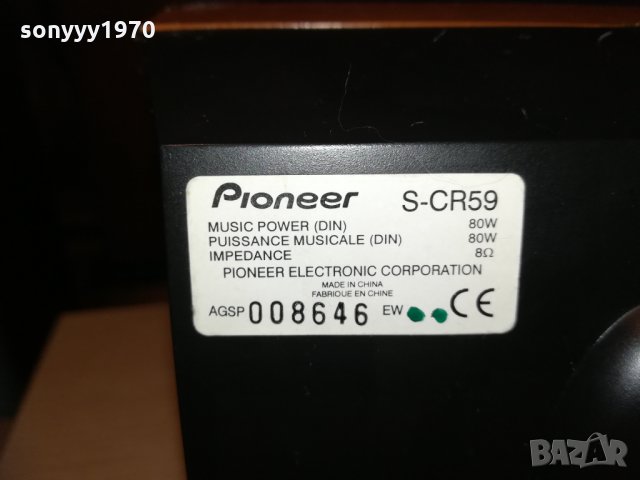 sonyyy1970
Pioneer S-CR59
MUSIC POWER (DIN) 80W
PUISSANCE MUSICALE (DIN) 80W
IMPEDANCE 8Ω
PIONEER ELECTRONIC CORPORATION
MADE IN CHINA
FABRIQUE EN CHINE
AGSP 008646 EW CE
BAZAR